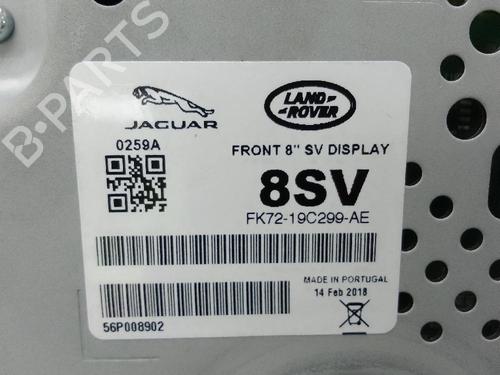 B-PARTS
JAGUAR
LAND-
-ROVER
0259A
FRONT 8" SV DISPLAY
8SV
FK72-19C299-AE
MADE IN PORTUGAL
14 Feb 2018
56P008902